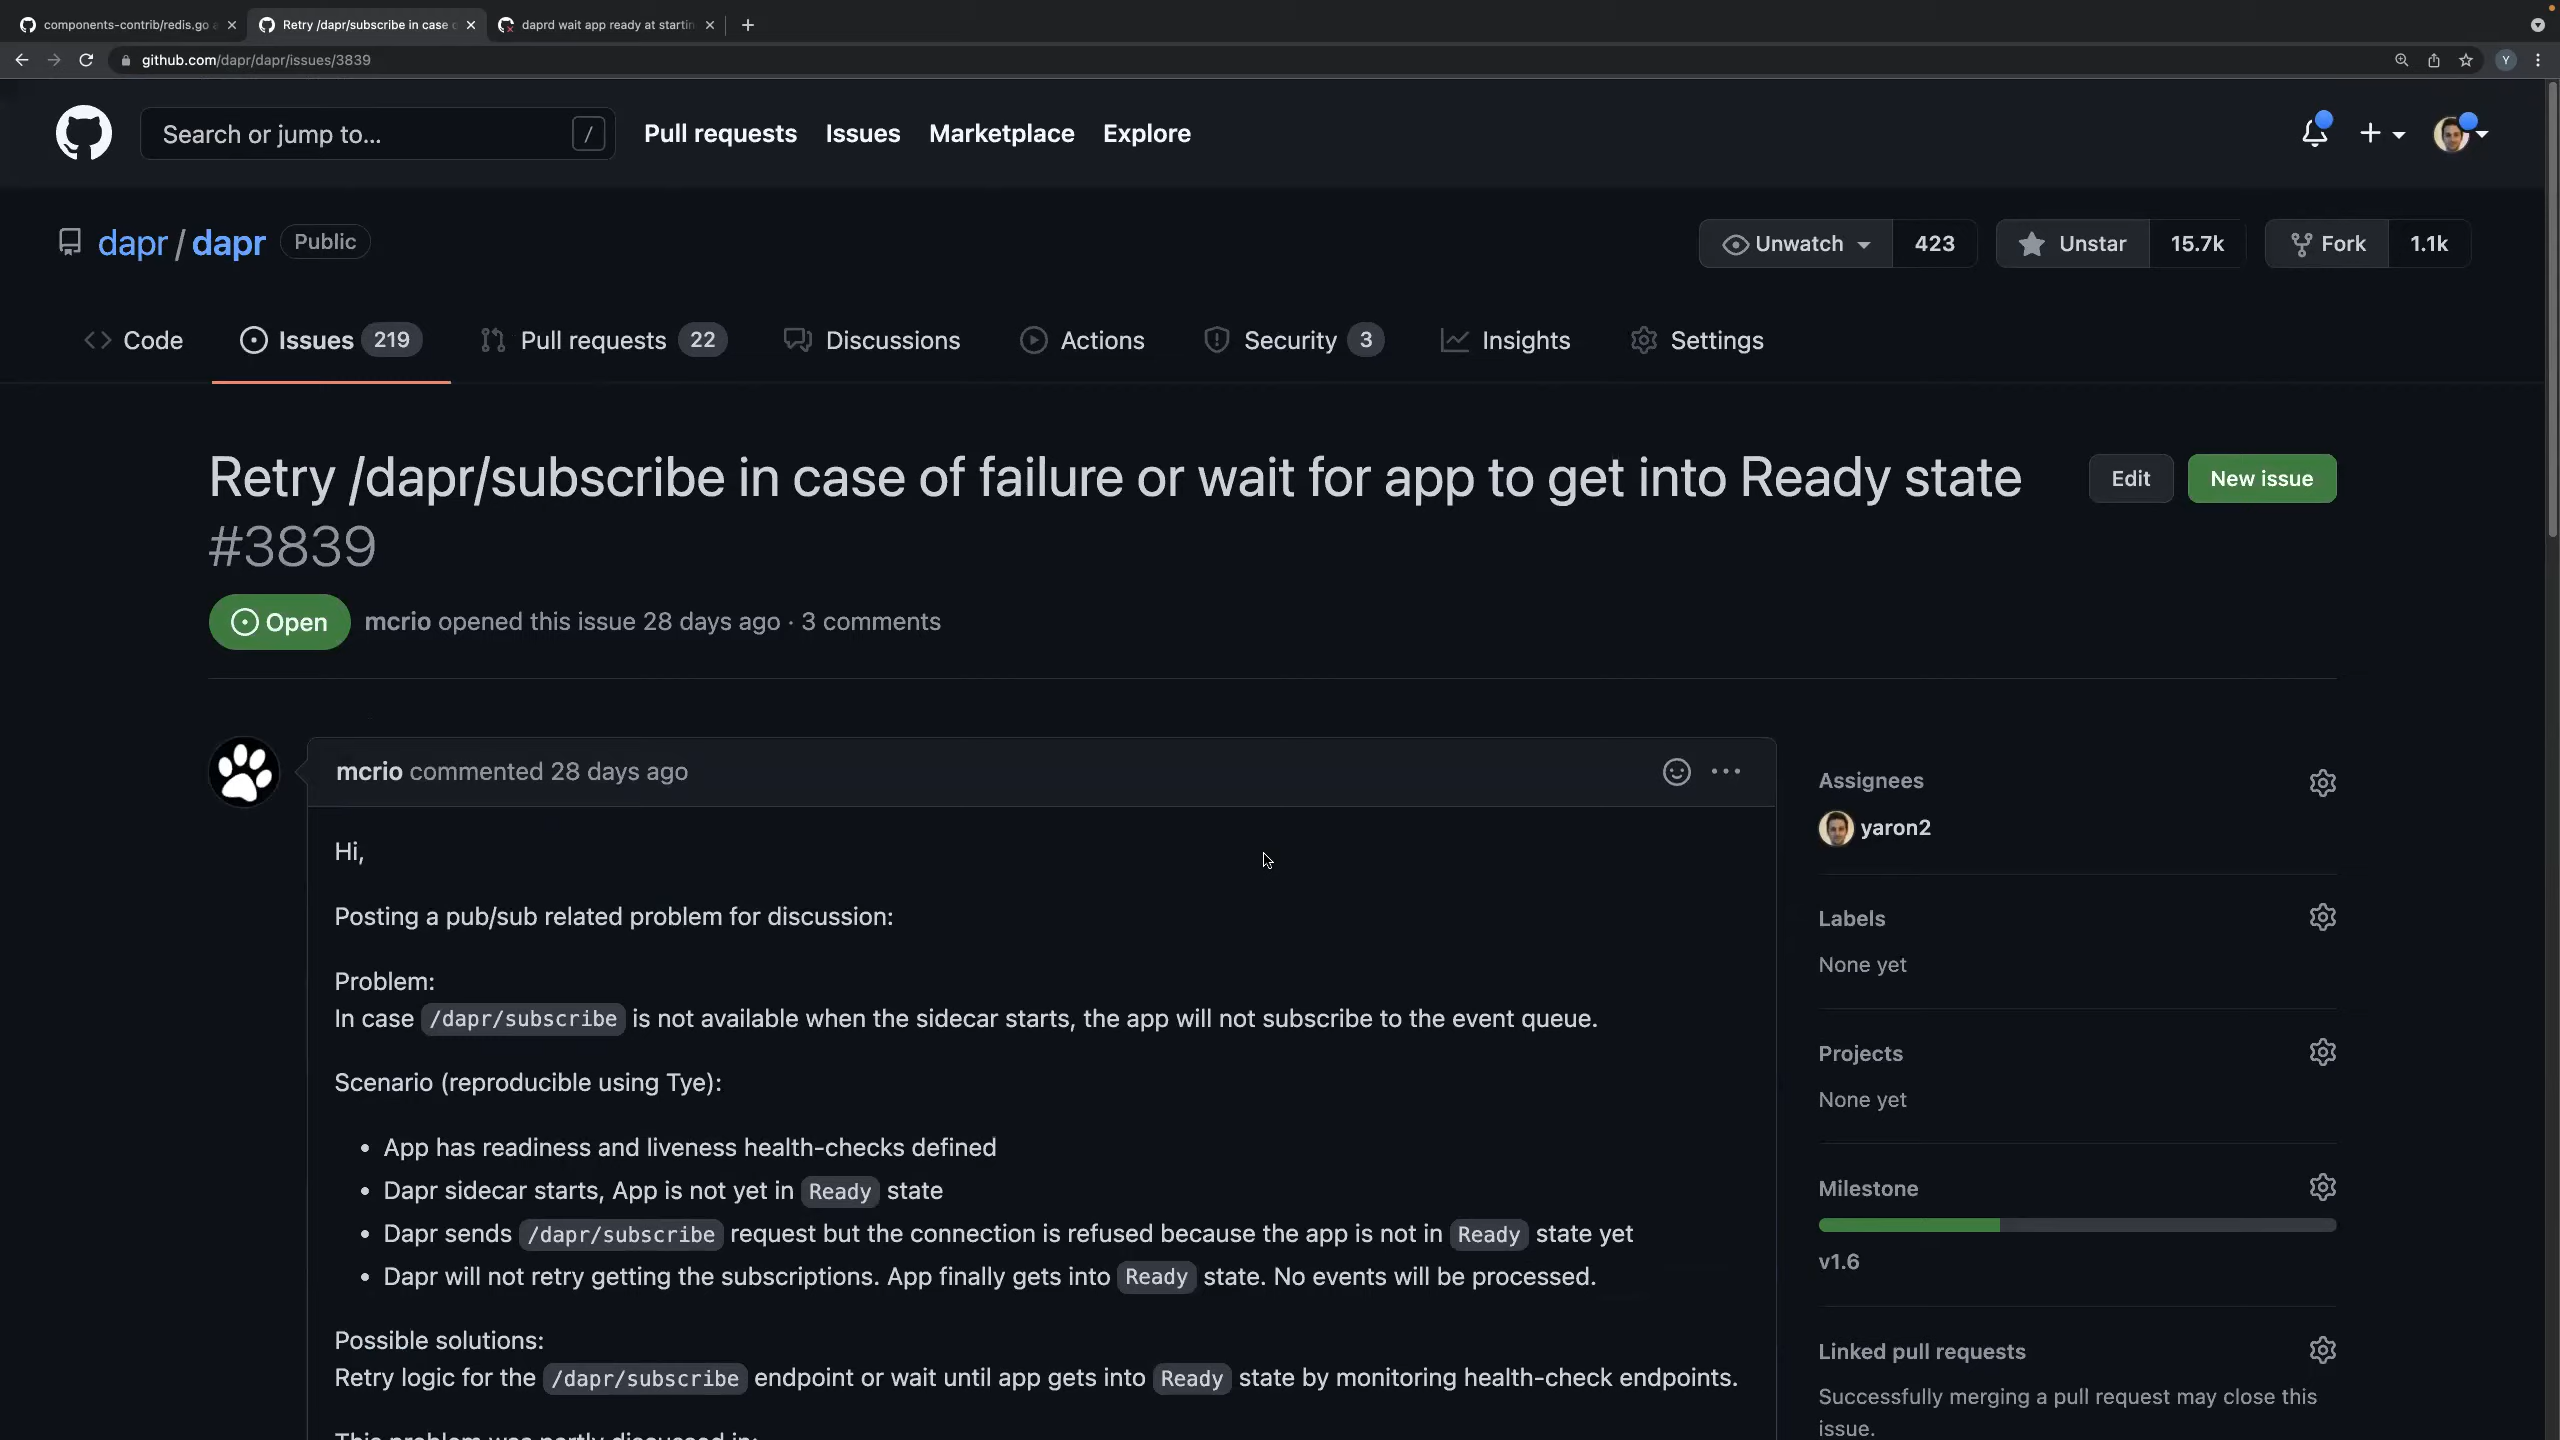 components-contrib/redis.go
Retry /dapr/subscribe in case
daprd wait app ready at startin
github.com/dapr/dapr/issues/3839
Y
Search or jump to...
/
Pull requests
Issues
Marketplace
Explore
dapr / dapr
Public
Unwatch
423
Unstar
15.7k
Fork
1.1k
Code
Issues 219
Pull requests 22
Discussions
Actions
Security 3
Insights
Settings
Retry /dapr/subscribe in case of failure or wait for app to get into Ready state
#3839
Edit
New issue
Open
mcrio opened this issue 28 days ago · 3 comments
mcrio commented 28 days ago
Hi,
Posting a pub/sub related problem for discussion:
Problem:
In case /dapr/subscribe is not available when the sidecar starts, the app will not subscribe to the event queue.
Scenario (reproducible using Tye):
• App has readiness and liveness health-checks defined
• Dapr sidecar starts, App is not yet in Ready state
• Dapr sends /dapr/subscribe request but the connection is refused because the app is not in Ready state yet
• Dapr will not retry getting the subscriptions. App finally gets into Ready state. No events will be processed.
Possible solutions:
Retry logic for the /dapr/subscribe endpoint or wait until app gets into Ready state by monitoring health-check endpoints.
This problem was partly discussed in:
Assignees
yaron2
Labels
None yet
Projects
None yet
Milestone
v1.6
Linked pull requests
Successfully merging a pull request may close this
issue.